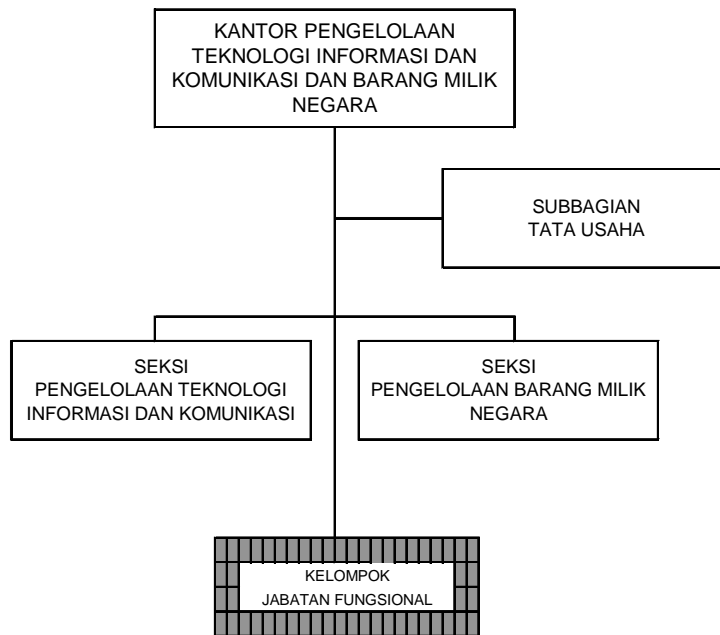 KANTOR PENGELOLAAN
TEKNOLOGI INFORMASI DAN
KOMUNIKASI DAN BARANG MILIK
NEGARA
SUBBAGIAN
TATA USAHA
SEKSI
PENGELOLAAN TEKNOLOGI
INFORMASI DAN KOMUNIKASI
SEKSI
PENGELOLAAN BARANG MILIK
NEGARA
KELOMPOK
JABATAN FUNGSIONAL